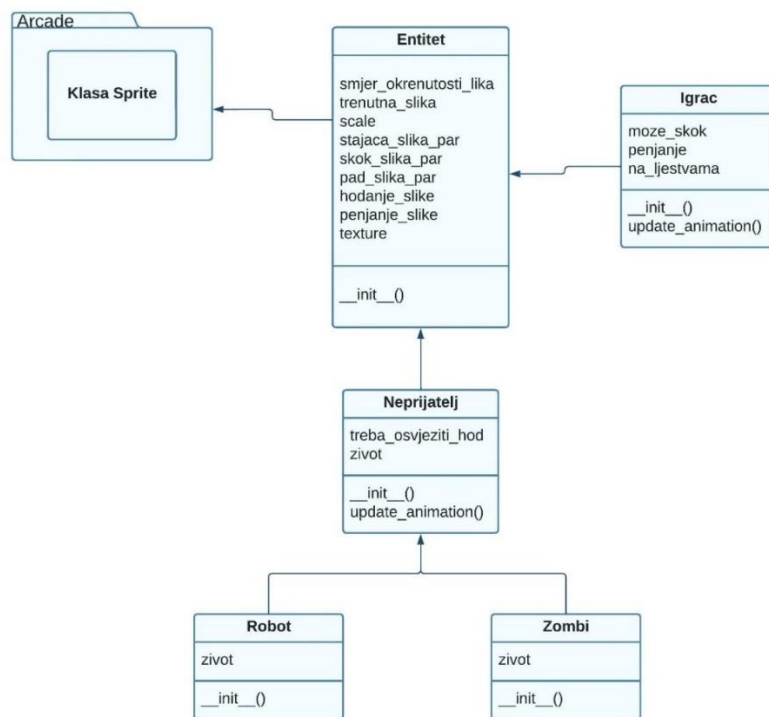 Arcade
Klasa Sprite
Entitet
smjer_okrenutosti_lika
trenutna_slika
scale
stajaca_slika_par
skok_slika_par
pad_slika_par
hodanje_slike
penjanje_slike
texture
__init__()
Igrac
moze_skok
penjanje
na_ljestvama
__init__()
update_animation()
Neprijatelj
treba_osvjeziti_hod
zivot
__init__()
update_animation()
Robot
zivot
__init__()
Zombi
zivot
__init__()